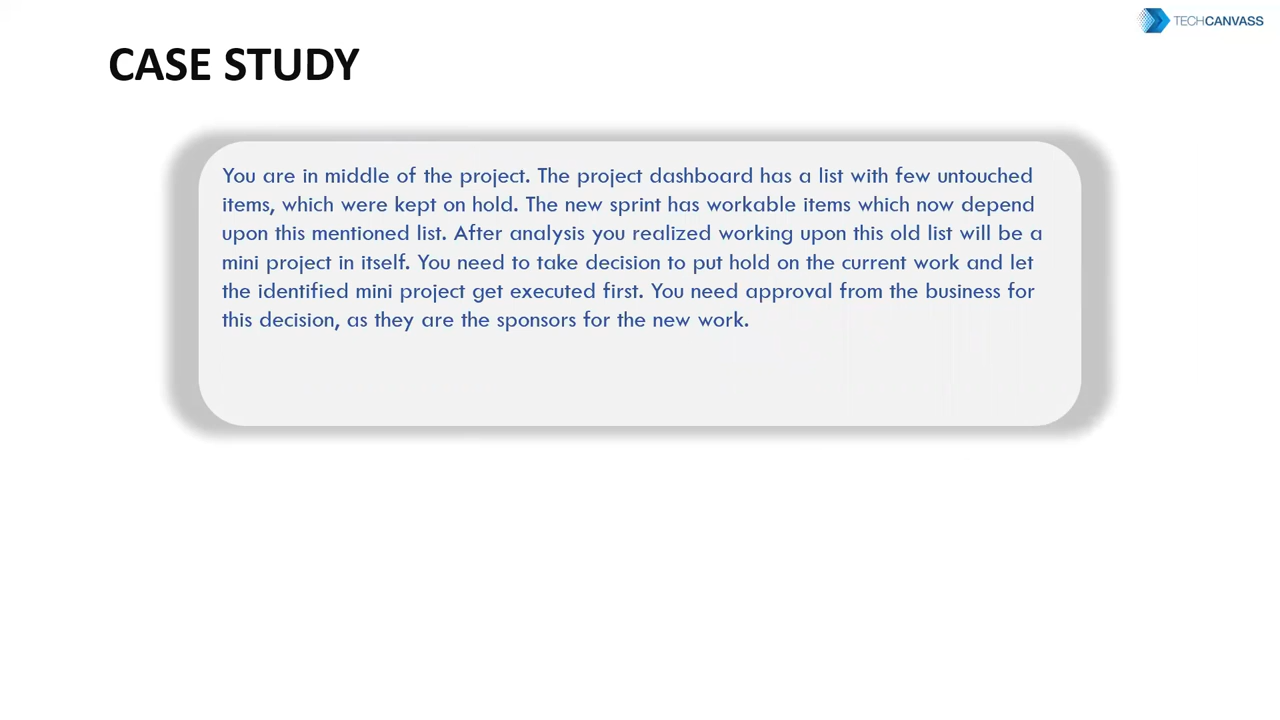 TECHCANVASS
CASE STUDY
You are in middle of the project. The project dashboard has a list with few untouched
items, which were kept on hold. The new sprint has workable items which now depend
upon this mentioned list. After analysis you realized working upon this old list will be a
mini project in itself. You need to take decision to put hold on the current work and let
the identified mini project get executed first. You need approval from the business for
this decision, as they are the sponsors for the new work.